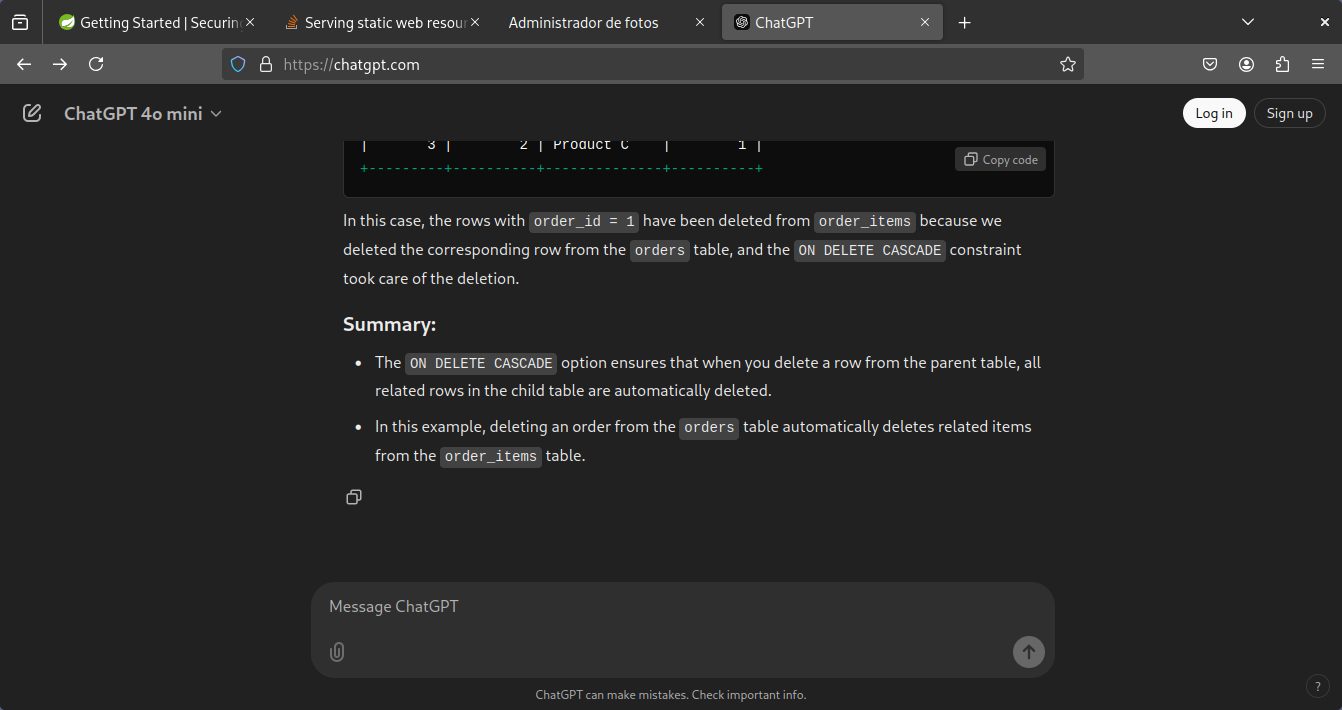 Getting Started | Securin
Serving static web resour
Administrador de fotos
ChatGPT
https://chatgpt.com
ChatGPT 4o mini
Log in
Sign up
| 3 | 2 | Product C | 1 |
+---------+----------+--------------+----------+
Copy code
In this case, the rows with order_id = 1 have been deleted from order_items because we
deleted the corresponding row from the orders table, and the ON DELETE CASCADE constraint
took care of the deletion.
Summary:
• The ON DELETE CASCADE option ensures that when you delete a row from the parent table, all
related rows in the child table are automatically deleted.
• In this example, deleting an order from the orders table automatically deletes related items
from the order_items table.
Message ChatGPT
ChatGPT can make mistakes. Check important info.
?